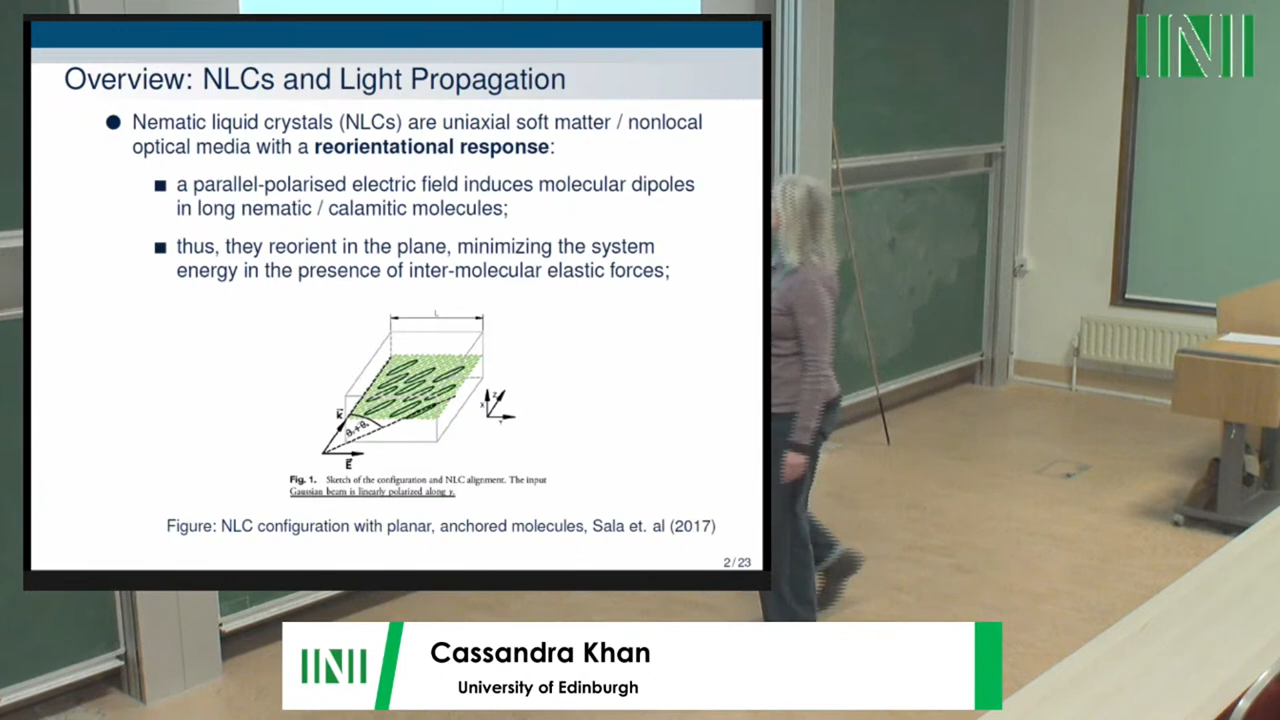 INI
Overview: NLCs and Light Propagation
Nematic liquid crystals (NLCs) are uniaxial soft matter / nonlocal
optical media with a reorientational response:
a parallel-polarised electric field induces molecular dipoles
in long nematic / calamitic molecules;
thus, they reorient in the plane, minimizing the system
energy in the presence of inter-molecular elastic forces;
L
X
Z
Y
k
θ₀+θₛ
E
Fig. 1. Sketch of the configuration and NLC alignment. The input
Gaussian beam is linearly polarized along y.
Figure: NLC configuration with planar, anchored molecules, Sala et. al (2017)
2 / 23
INI
Cassandra Khan
University of Edinburgh